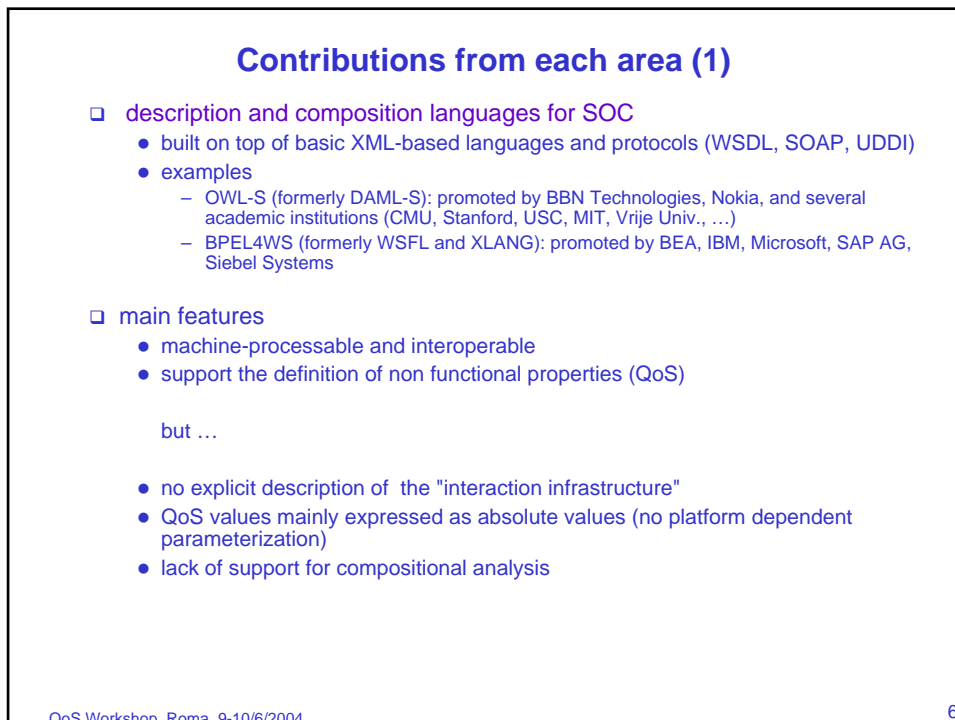 Contributions from each area (1)
❑ description and composition languages for SOC
● built on top of basic XML-based languages and protocols (WSDL, SOAP, UDDI)
● examples
– OWL-S (formerly DAML-S): promoted by BBN Technologies, Nokia, and several
academic institutions (CMU, Stanford, USC, MIT, Vrije Univ., …)
– BPEL4WS (formerly WSFL and XLANG): promoted by BEA, IBM, Microsoft, SAP AG,
Siebel Systems
❑ main features
● machine-processable and interoperable
● support the definition of non functional properties (QoS)
but …
● no explicit description of the "interaction infrastructure"
● QoS values mainly expressed as absolute values (no platform dependent
parameterization)
● lack of support for compositional analysis
QoS Workshop, Roma, 9-10/6/2004
6